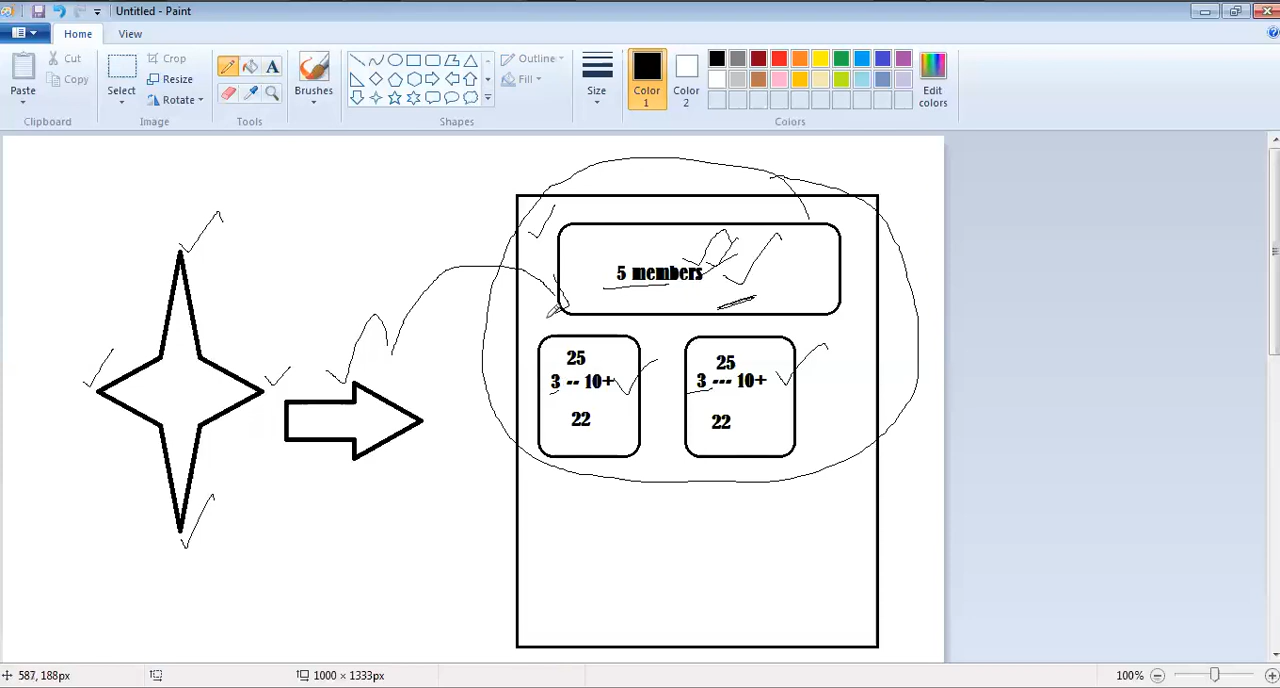 Untitled - Paint
Home
View
Paste
Cut
Copy
Clipboard
Select
Crop
Resize
Rotate
Image
Tools
Brushes
Shapes
Outline
Fill
Size
Color 1
Color 2
Edit colors
Colors
5 members
25
3 -- 10+
22
25
3 --- 10+
22
587, 188px
1000 × 1333px
100%